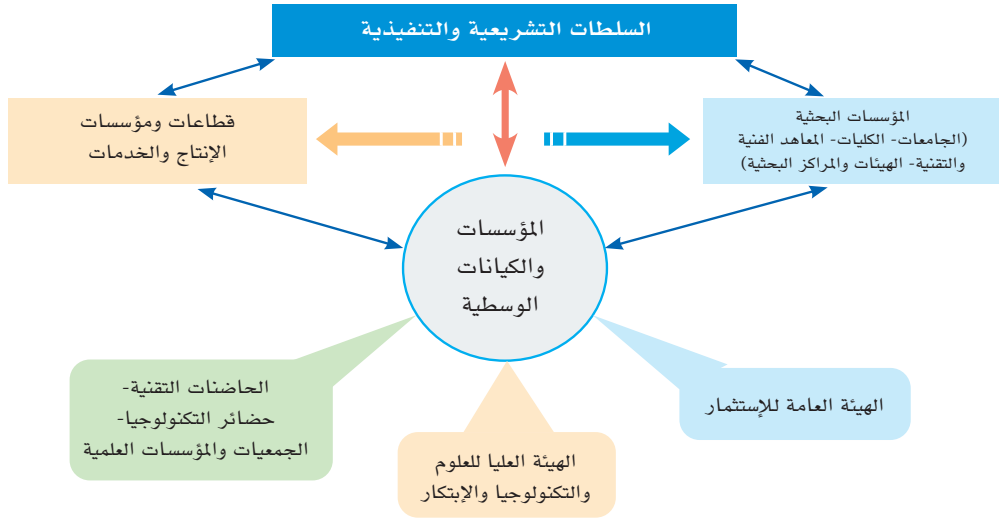 السلطات التشريعية والتنفيذية
المؤسسات البحثية
(الجامعات- الكليات- المعاهد الفنية
والتقنية- الهيئات والمراكز البحثية)
قطاعات ومؤسسات
الإنتاج والخدمات
المؤسسات
والكيانات
الوسطية
الهيئة العامة للإستثمار
الهيئة العليا للعلوم
والتكنولوجيا والإبتكار
الحاضنات التقنية-
حضائر التكنولوجيا-
الجمعيات والمؤسسات العلمية